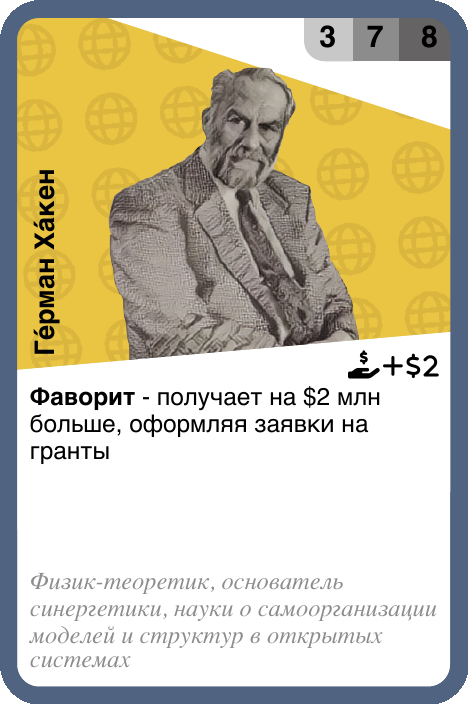 3 7 8
Ге́рман Ха́кен
$ +$2
Фаворит - получает на $2 млн
больше, оформляя заявки на
гранты
Физик-теоретик, основатель
синергетики, науки о самоорганизации
моделей и структур в открытых
системах